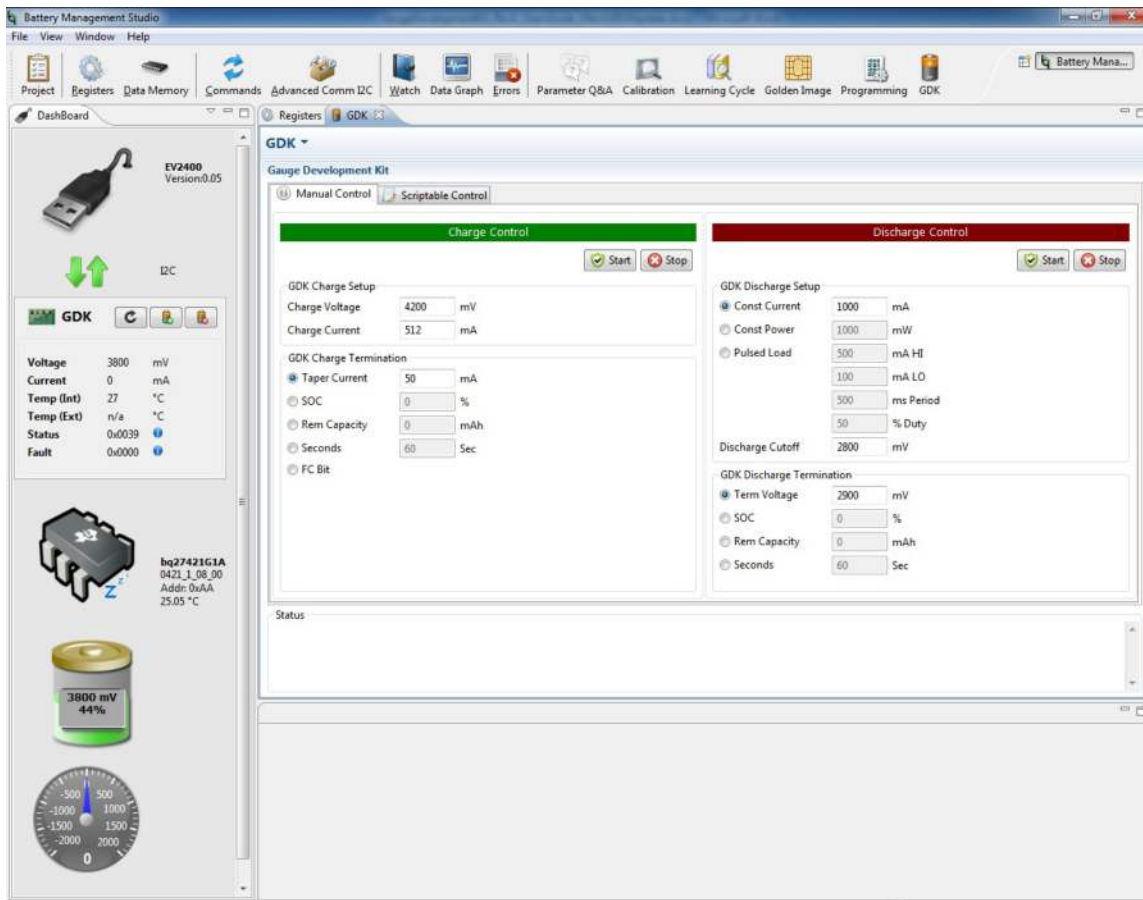 Battery Management Studio
File View Window Help
Project Registers Data Memory Commands Advanced Comm I2C Watch Data Graph Errors Parameter Q&A Calibration Learning Cycle Golden Image Programming GDK
Battery Mana...
DashBoard
EV2400
Version:0.05
I2C
GDK
Voltage 3800 mV
Current 0 mA
Temp (Int) 27 °C
Temp (Ext) n/a °C
Status 0x0039
Fault 0x0000
bq27421G1A
0421_1_08_00
Addr: 0xAA
25.05 °C
Z z
3800 mV
44%
-500 500
-1000 1000
-1500 1500
-2000 2000
0
Registers GDK
GDK
Gauge Development Kit
Manual Control Scriptable Control
Charge Control
Start Stop
GDK Charge Setup
Charge Voltage 4200 mV
Charge Current 512 mA
GDK Charge Termination
Taper Current 50 mA
SOC 0 %
Rem Capacity 0 mAh
Seconds 60 Sec
FC Bit
Discharge Control
Start Stop
GDK Discharge Setup
Const Current 1000 mA
Const Power 1000 mW
Pulsed Load 500 mA HI
100 mA LO
500 ms Period
50 % Duty
Discharge Cutoff 2800 mV
GDK Discharge Termination
Term Voltage 2900 mV
SOC 0 %
Rem Capacity 0 mAh
Seconds 60 Sec
Status